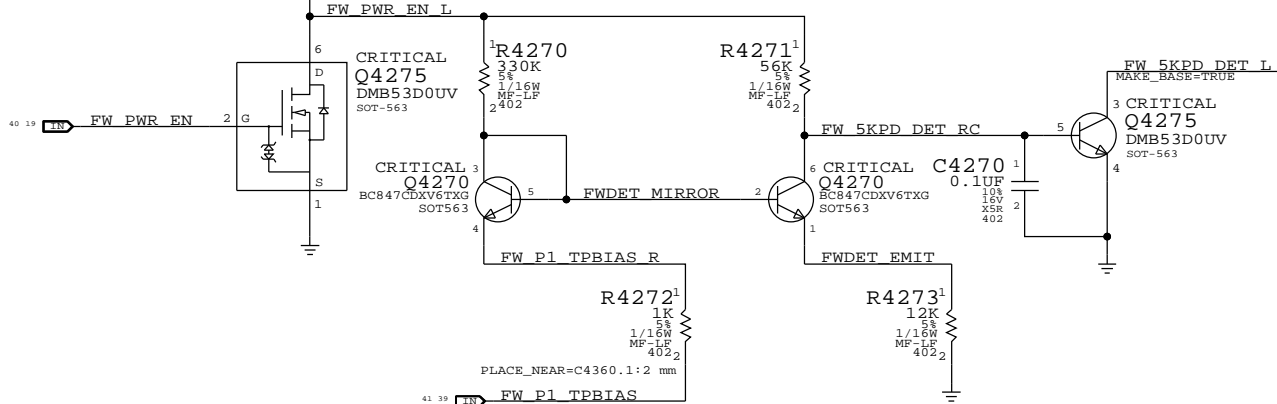 FW_PWR_EN_L
6
D
CRITICAL
Q4275
DMB53D0UV
SOT-563
40 19
IN
FW_PWR_EN
2
G
S
1
1
R4270
330K
5%
1/16W
MF-LF
402
2
R4271
1
56K
5%
1/16W
MF-LF
402
2
FW_5KPD_DET_L
MAKE_BASE=TRUE
3
CRITICAL
Q4275
DMB53D0UV
SOT-563
5
4
FW_5KPD_DET_RC
CRITICAL
3
Q4270
BC847CDXV6TXG
SOT563
5
4
FWDET_MIRROR
6
CRITICAL
Q4270
BC847CDXV6TXG
SOT563
2
1
C4270
1
0.1UF
10%
16V
X5R
402
2
FW_P1_TPBIAS_R
FWDET_EMIT
R4272
1
1K
5%
1/16W
MF-LF
402
2
PLACE_NEAR=C4360.1:2 mm
R4273
1
12K
5%
1/16W
MF-LF
402
2
41 39
IN
FW_P1_TPBIAS